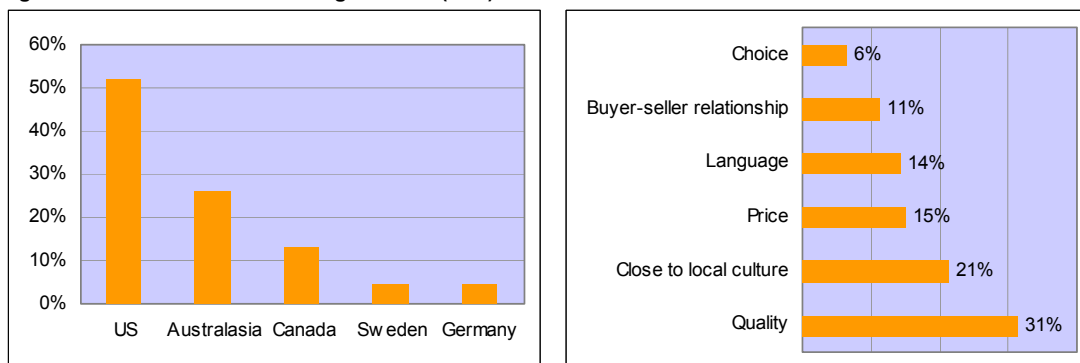 60%
50%
40%
30%
20%
10%
0%
US Australasia Canada Sweden Germany
Choice 6%
Buyer-seller relationship 11%
Language 14%
Price 15%
Close to local culture 21%
Quality 31%